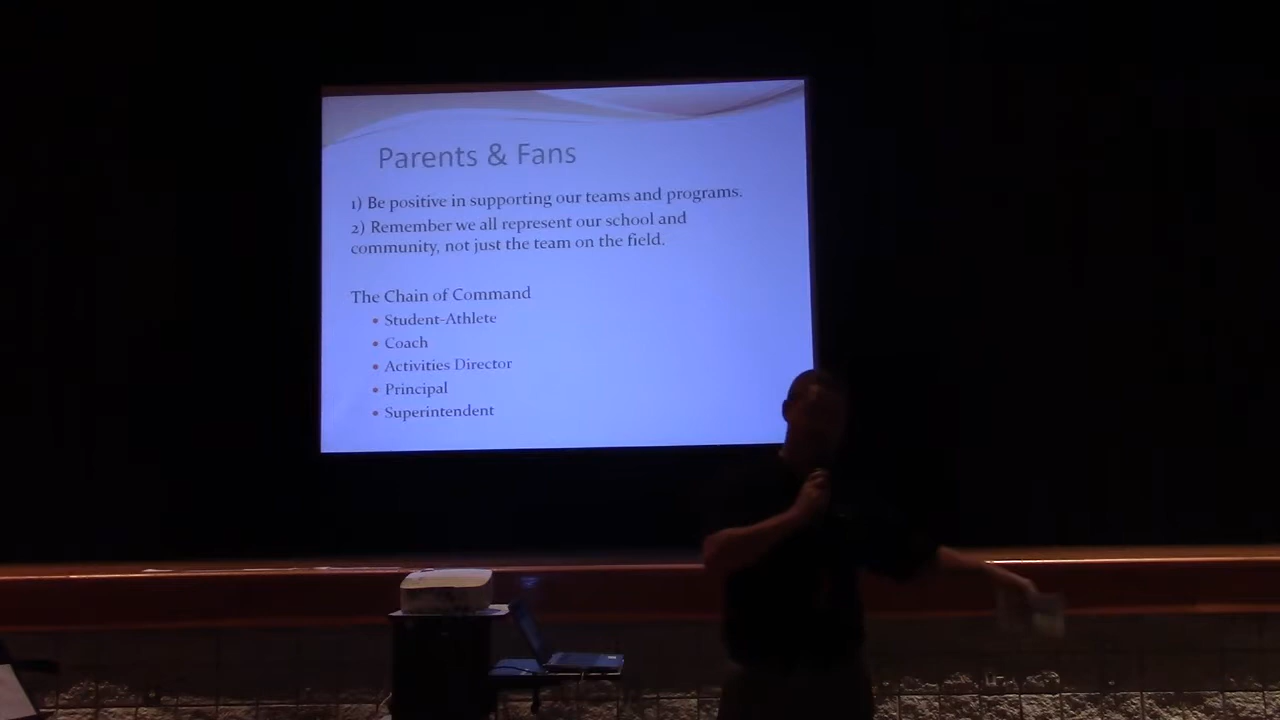 Parents & Fans
1) Be positive in supporting our teams and programs.
2) Remember we all represent our school and
community, not just the team on the field.
The Chain of Command
• Student-Athlete
• Coach
• Activities Director
• Principal
• Superintendent